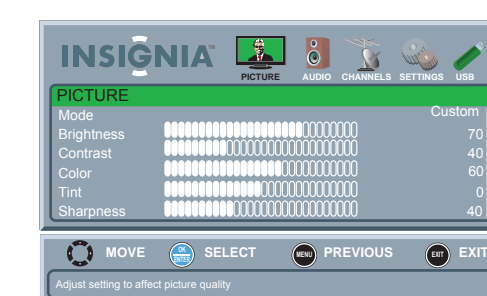 INSIGNIA™
PICTURE AUDIO CHANNELS SETTINGS USB
PICTURE
Mode Custom
Brightness 70
Contrast 40
Color 60
Tint 0
Sharpness 40
MOVE OK ENTER SELECT MENU PREVIOUS EXIT EXIT
Adjust setting to affect picture quality